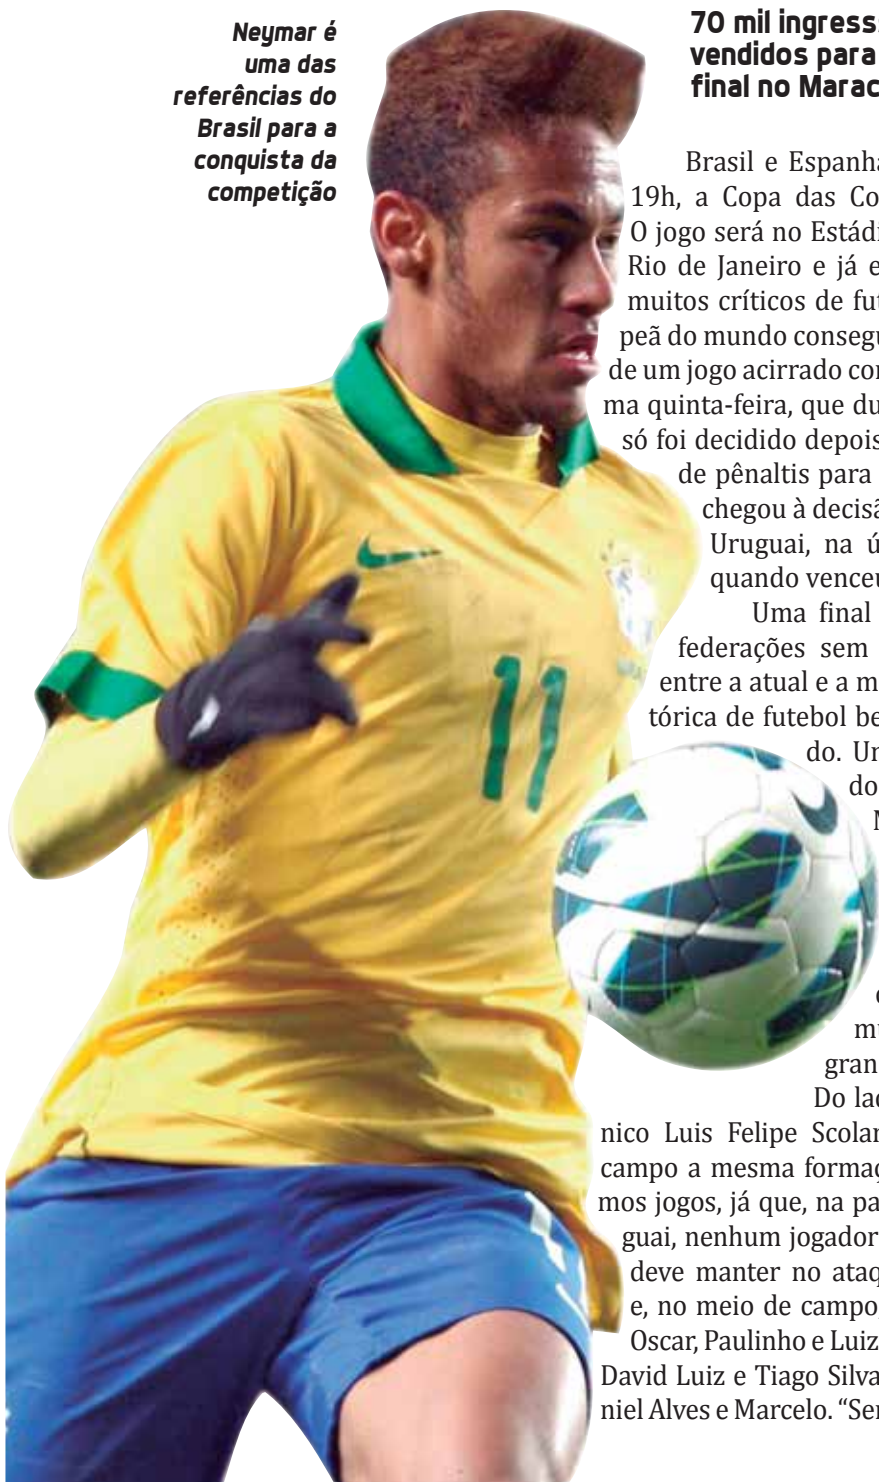 Neymar é
uma das
referências do
Brasil para a
conquista da
competição
70 mil ingress
vendidos para
final no Marac
Brasil e Espanha
19h, a Copa das Co
O jogo será no Estádi
Rio de Janeiro e já e
muitos críticos de fut
peã do mundo consegu
de um jogo acirrado con
ma quinta-feira, que du
só foi decidido depois
de pênaltis para
chegou à decisã
Uruguai, na ú
quando venceu
Uma final
federações sem
entre a atual e a m
tórica de futebol be
do. Un
do
mu
gran
Do lad
nico Luis Felipe Scolar
campo a mesma formaç
mos jogos, já que, na pa
guai, nenhum jogador
deve manter no ataq
e, no meio de campo,
Oscar, Paulinho e Luiz
David Luiz e Tiago Silva
niel Alves e Marcelo. “Ser
11